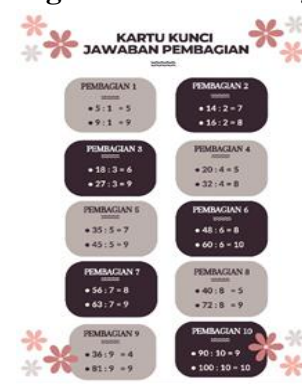 KARTU KUNCI
JAWABAN PEMBAGIAN
PEMBAGIAN 1
• 5 : 1 = 5
• 9 : 1 = 9
PEMBAGIAN 2
• 14 : 2 = 7
• 16 : 2 = 8
PEMBAGIAN 3
• 18 : 3 = 6
• 27 : 3 = 9
PEMBAGIAN 4
• 20 : 4 = 5
• 32 : 4 = 8
PEMBAGIAN 5
• 35 : 5 = 7
• 45 : 5 = 9
PEMBAGIAN 6
• 48 : 6 = 8
• 60 : 6 = 10
PEMBAGIAN 7
• 56 : 7 = 8
• 63 : 7 = 9
PEMBAGIAN 8
• 40 : 8 = 5
• 72 : 8 = 9
PEMBAGIAN 9
• 36 : 9 = 4
• 81 : 9 = 9
PEMBAGIAN 10
• 90 : 10 = 9
• 100 : 10 = 10